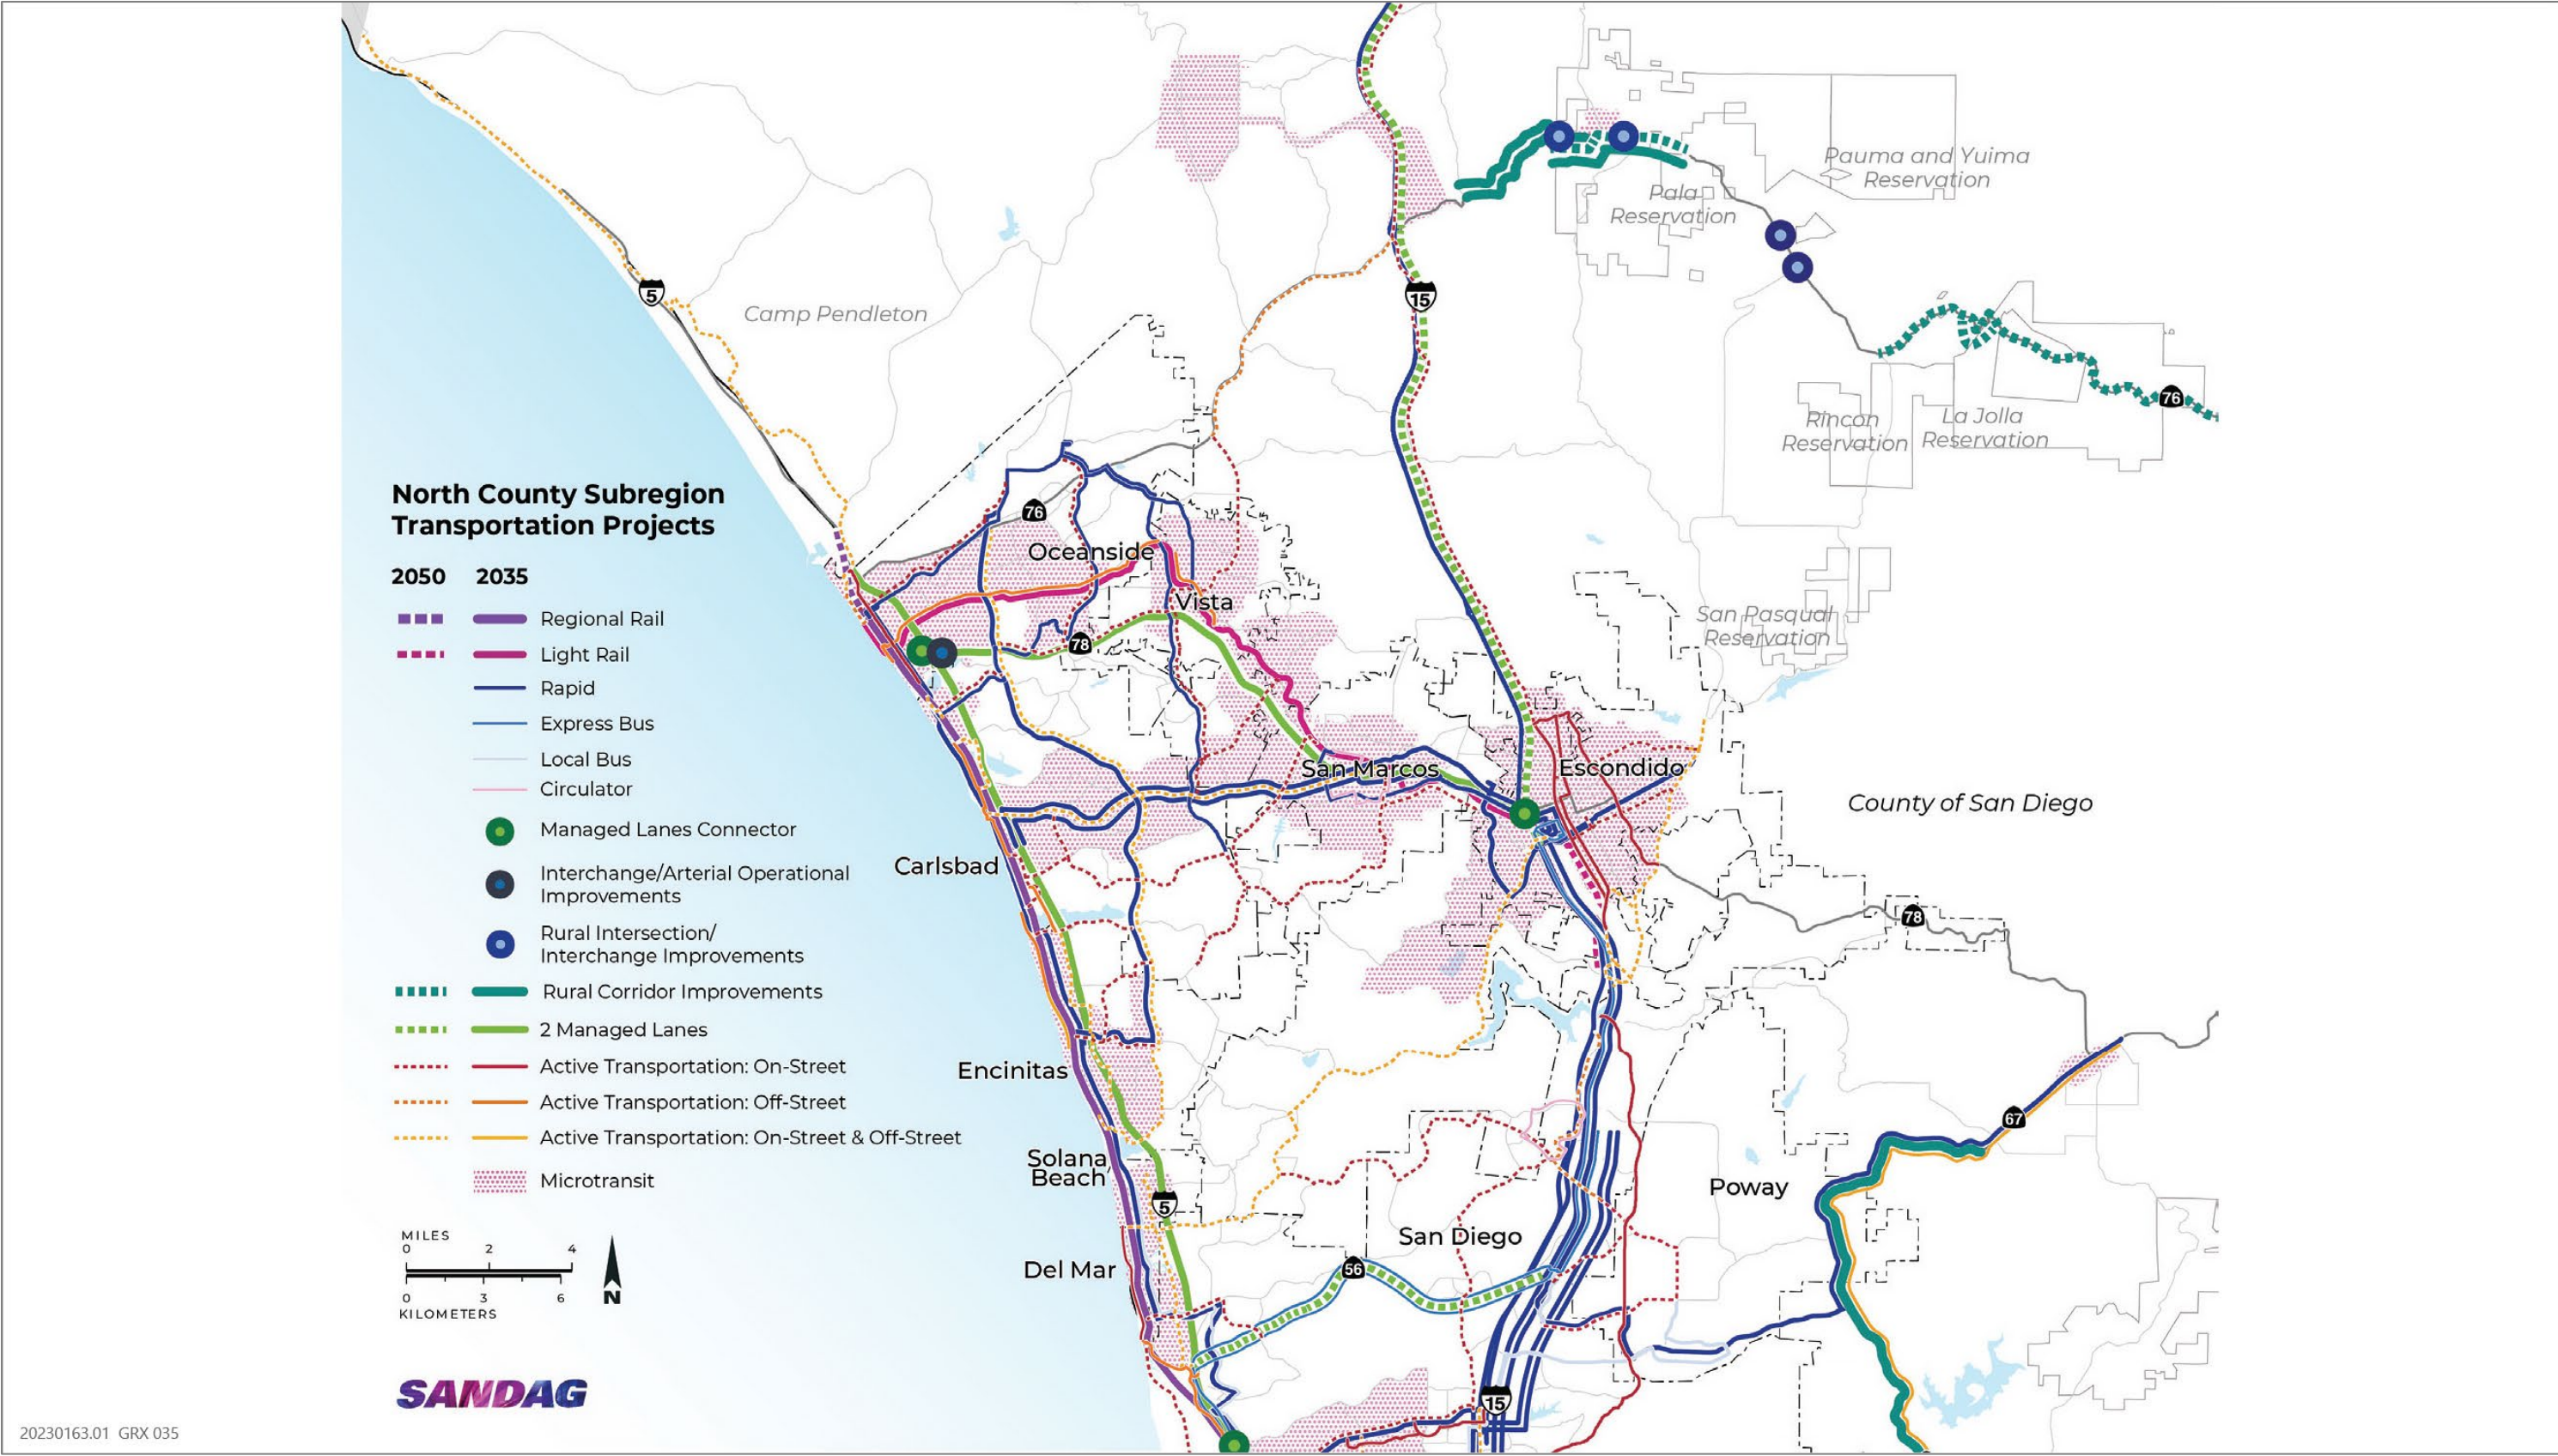 North County Subregion
Transportation Projects
2050 2035
Regional Rail
Light Rail
Rapid
Express Bus
Local Bus
Circulator
Managed Lanes Connector
Interchange/Arterial Operational
Improvements
Rural Intersection/
Interchange Improvements
Rural Corridor Improvements
2 Managed Lanes
Active Transportation: On-Street
Active Transportation: Off-Street
Active Transportation: On-Street & Off-Street
Microtransit
MILES
0 2 4
0 3 6
KILOMETERS
N
SANDAG
20230163.01 GRX 035
Pauma and Yuima
Reservation
Pala
Reservation
5
15
Camp Pendleton
76
Rincon
Reservation
La Jolla
Reservation
76
Oceanside
Vista
78
San Pasqual
Reservation
San Marcos
Escondido
County of San Diego
Carlsbad
78
Encinitas
67
Solana
Beach
5
Poway
San Diego
56
Del Mar
15